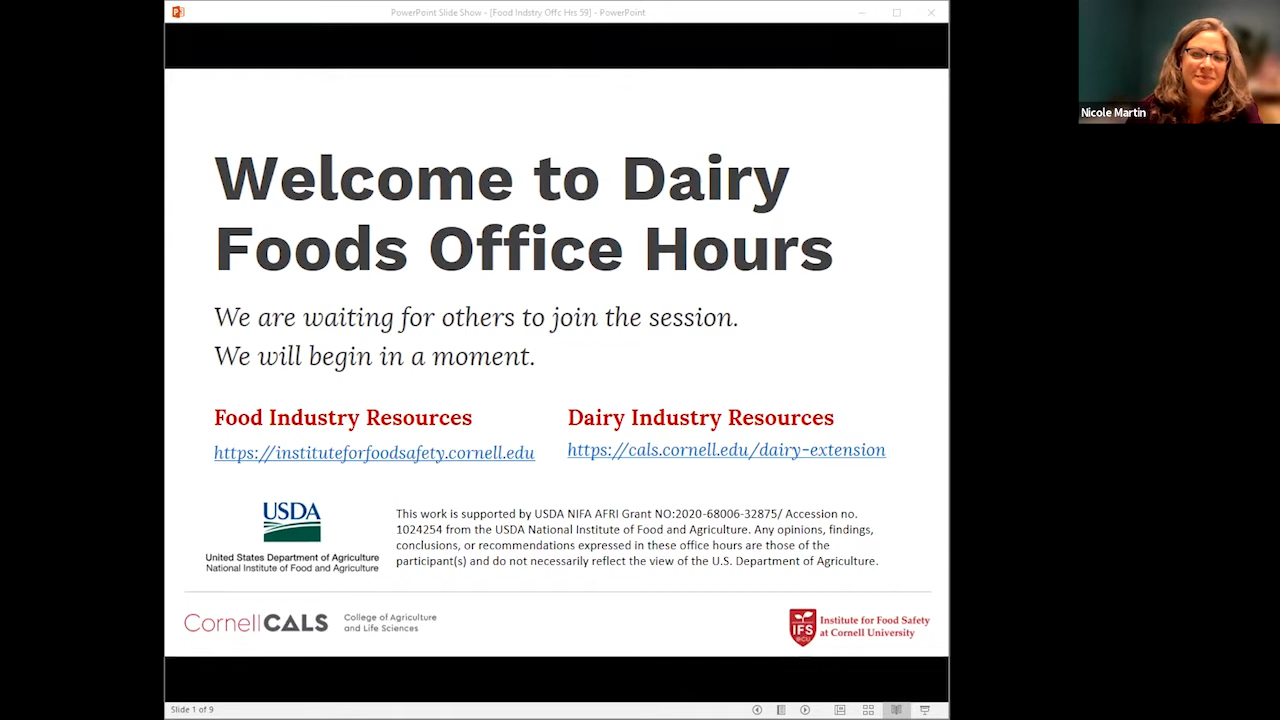 PowerPoint Slide Show - [Food Indstry Offc Hrs 59] - PowerPoint
Nicole Martin
Welcome to Dairy
Foods Office Hours
We are waiting for others to join the session.
We will begin in a moment.
Food Industry Resources
https://instituteforfoodsafety.cornell.edu
Dairy Industry Resources
https://cals.cornell.edu/dairy-extension
USDA
United States Department of Agriculture
National Institute of Food and Agriculture
This work is supported by USDA NIFA AFRI Grant NO:2020-68006-32875/ Accession no.
1024254 from the USDA National Institute of Food and Agriculture. Any opinions, findings,
conclusions, or recommendations expressed in these office hours are those of the
participant(s) and do not necessarily reflect the view of the U.S. Department of Agriculture.
CornellCALS
College of Agriculture
and Life Sciences
IFS
@CU
Institute for Food Safety
at Cornell University
Slide 1 of 9